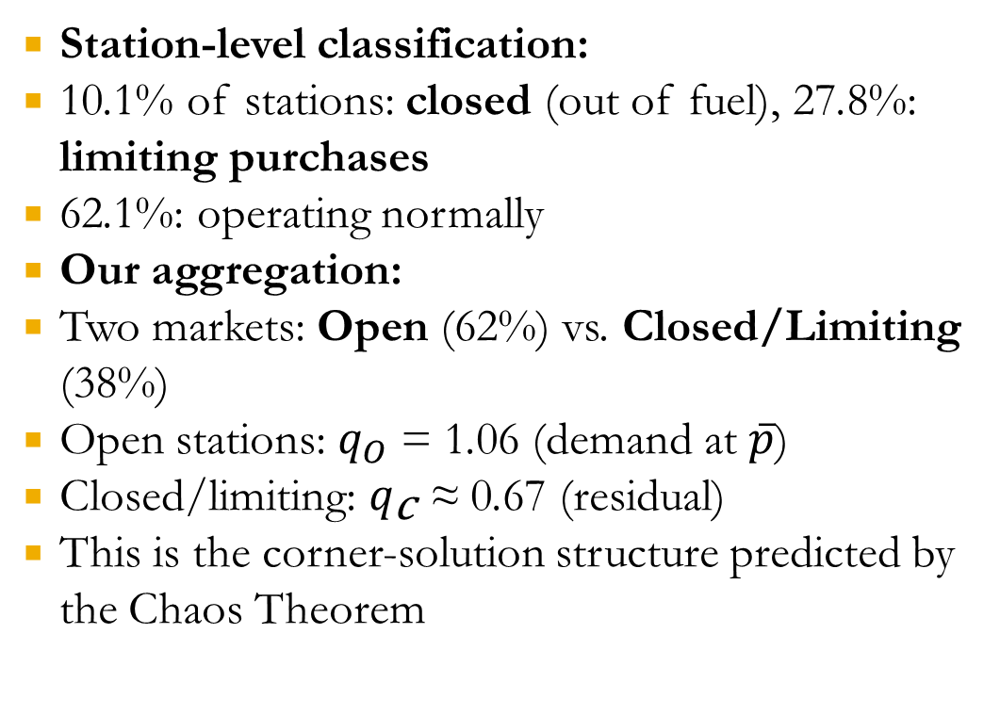 ▪ Station-level classification:
▪ 10.1% of stations: closed (out of fuel), 27.8%:
limiting purchases
▪ 62.1%: operating normally
▪ Our aggregation:
▪ Two markets: Open (62%) vs. Closed/Limiting
(38%)
▪ Open stations: q_O = 1.06 (demand at p̄)
▪ Closed/limiting: q_C ≈ 0.67 (residual)
▪ This is the corner-solution structure predicted by
the Chaos Theorem